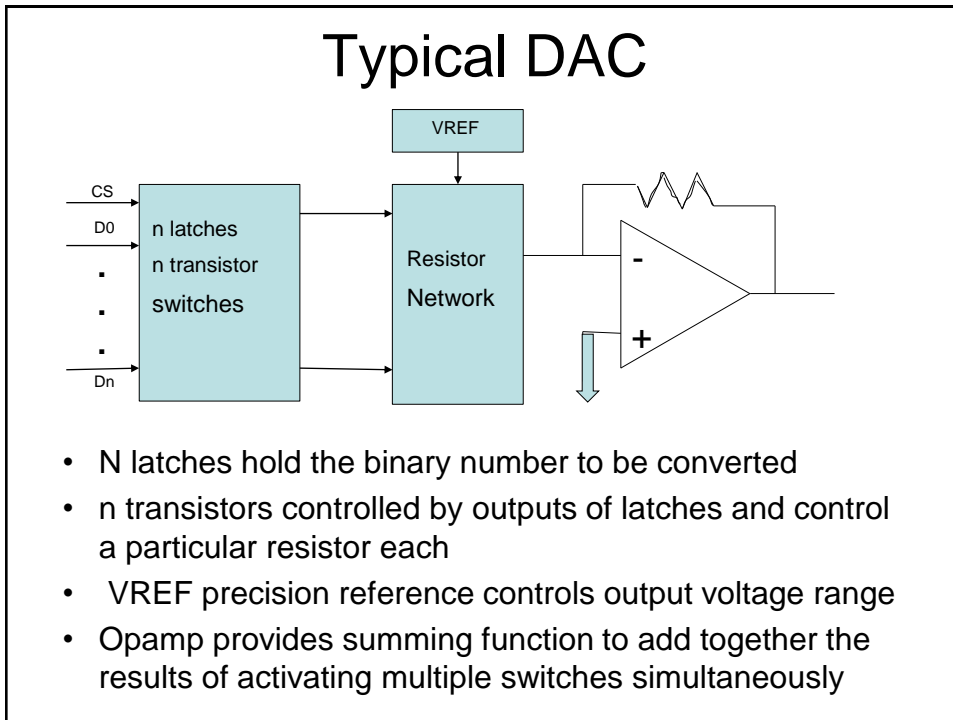 Typical DAC
VREF
CS
D0
.
.
.
Dn
n latches
n transistor
switches
Resistor
Network
-
+
• N latches hold the binary number to be converted
• n transistors controlled by outputs of latches and control
a particular resistor each
• VREF precision reference controls output voltage range
• Opamp provides summing function to add together the
results of activating multiple switches simultaneously